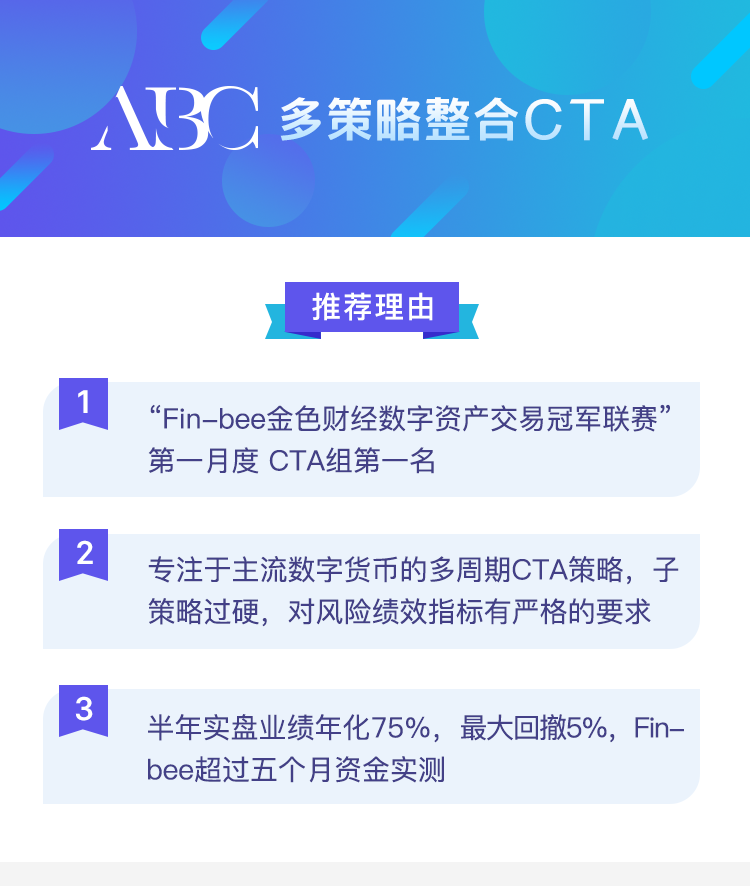 ABC 多策略整合CTA
推荐理由
1
“Fin-bee金色财经数字资产交易冠军联赛”
第一月度 CTA组第一名
2
专注于主流数字货币的多周期CTA策略，子
策略过硬，对风险绩效指标有严格的要求
3
半年实盘业绩年化75%，最大回撤5%，Fin-
bee超过五个月资金实测